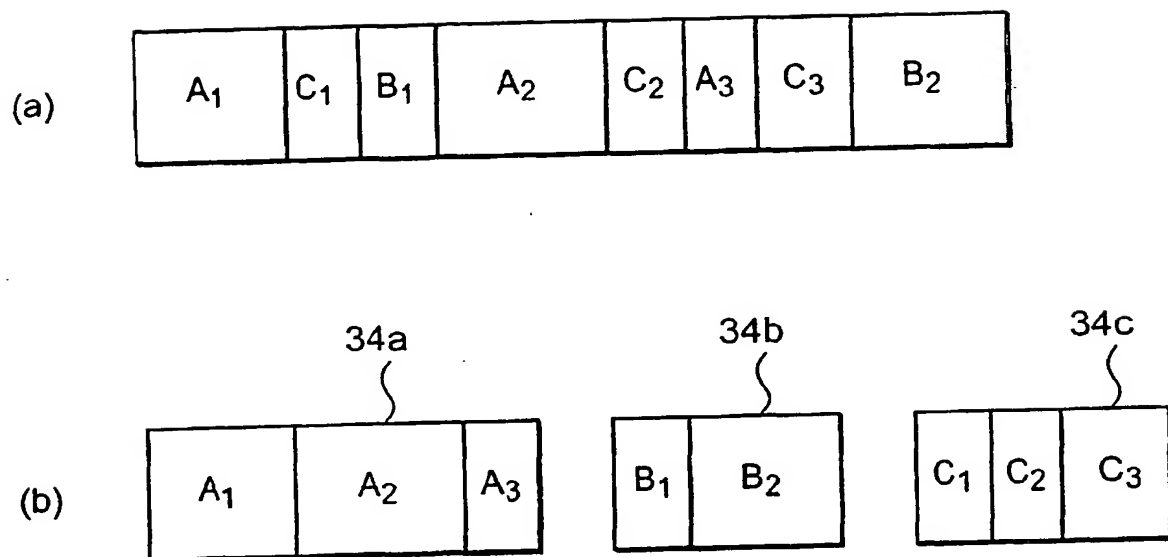 (a) A1 C1 B1 A2 C2 A3 C3 B2
34a 34b 34c
(b) A1 A2 A3 B1 B2 C1 C2 C3